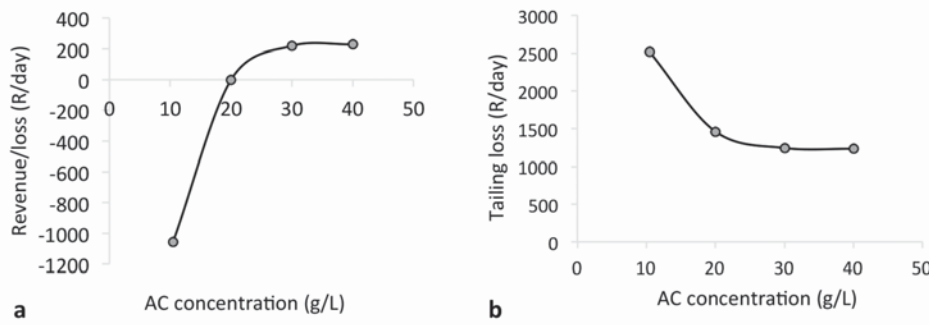 400
200
0
-200
-400
-600
-800
-1000
-1200
0 10 20 30 40 50
Revenue/loss (R/day)
AC concentration (g/L)
a
3000
2500
2000
1500
1000
500
0
0 10 20 30 40 50
Tailing loss (R/day)
AC concentration (g/L)
b